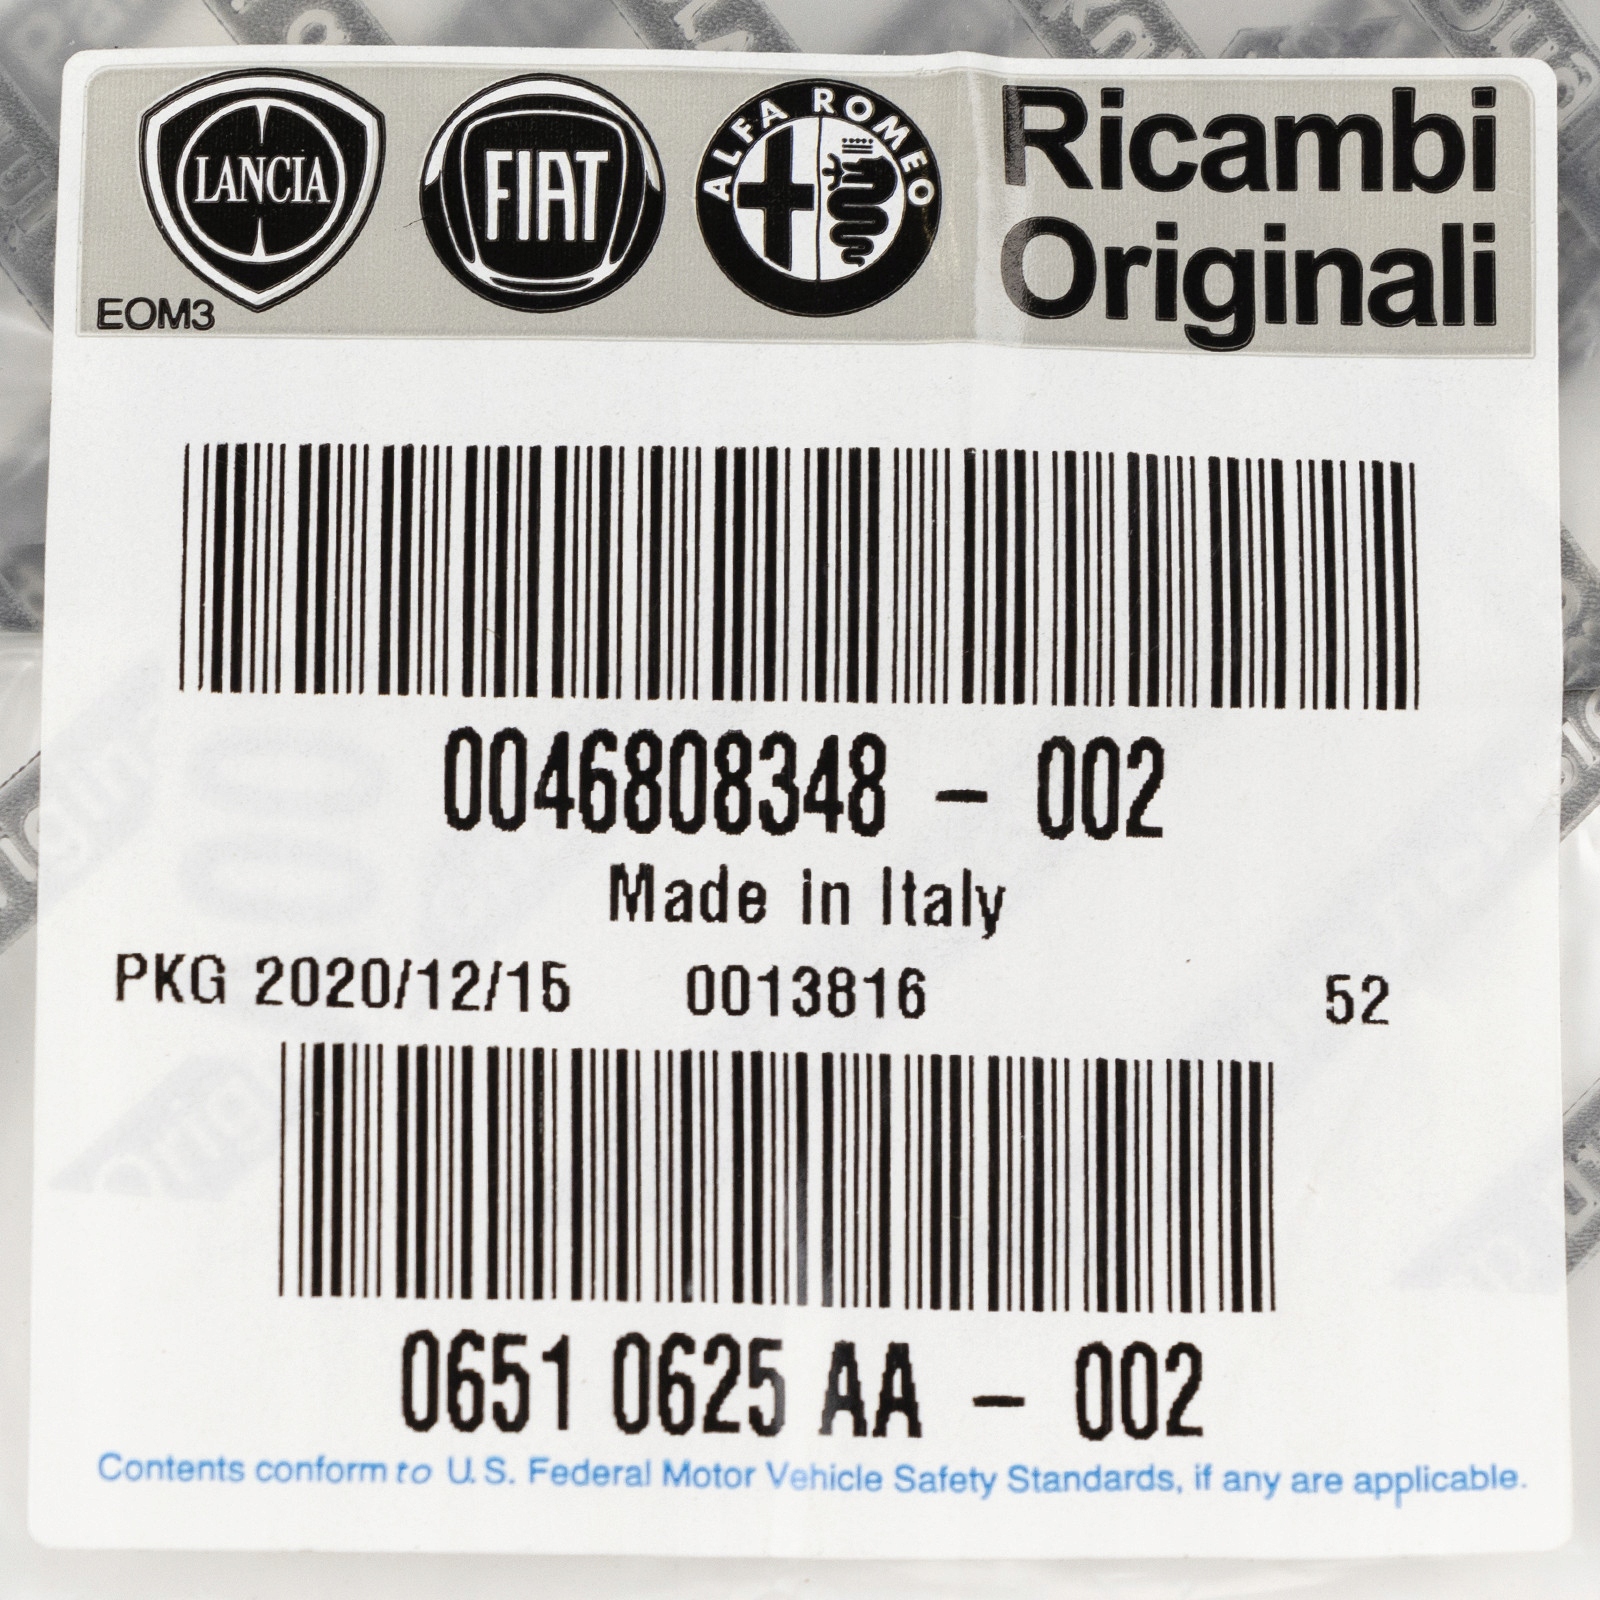 LANCIA
FIAT
ALFA ROMEO
Ricambi
Originali
EOM3
0046808348 - 002
Made in Italy
PKG 2020/12/15 0013816 52
0651 0625 AA - 002
Contents conform to U.S. Federal Motor Vehicle Safety Standards, if any are applicable.